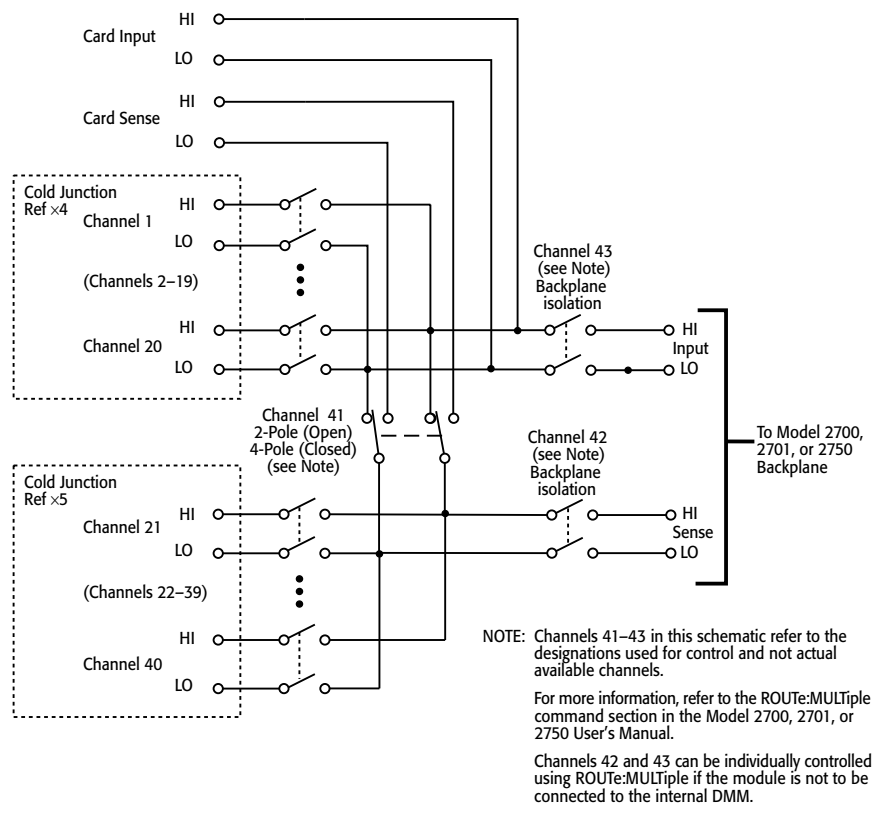 HI
Card Input
LO
HI
Card Sense
LO
Cold Junction
Ref ×4
HI
Channel 1
LO
(Channels 2–19)
HI
Channel 20
LO
Channel 43
(see Note)
Backplane
isolation
HI
Input
LO
Channel 41
2-Pole (Open)
4-Pole (Closed)
(see Note)
Channel 42
(see Note)
Backplane
isolation
To Model 2700,
2701, or 2750
Backplane
Cold Junction
Ref ×5
HI
Channel 21
LO
HI
Sense
LO
(Channels 22–39)
HI
Channel 40
LO
NOTE: Channels 41–43 in this schematic refer to the
designations used for control and not actual
available channels.
For more information, refer to the ROUTe:MULTiple
command section in the Model 2700, 2701, or
2750 User's Manual.
Channels 42 and 43 can be individually controlled
using ROUTe:MULTiple if the module is not to be
connected to the internal DMM.